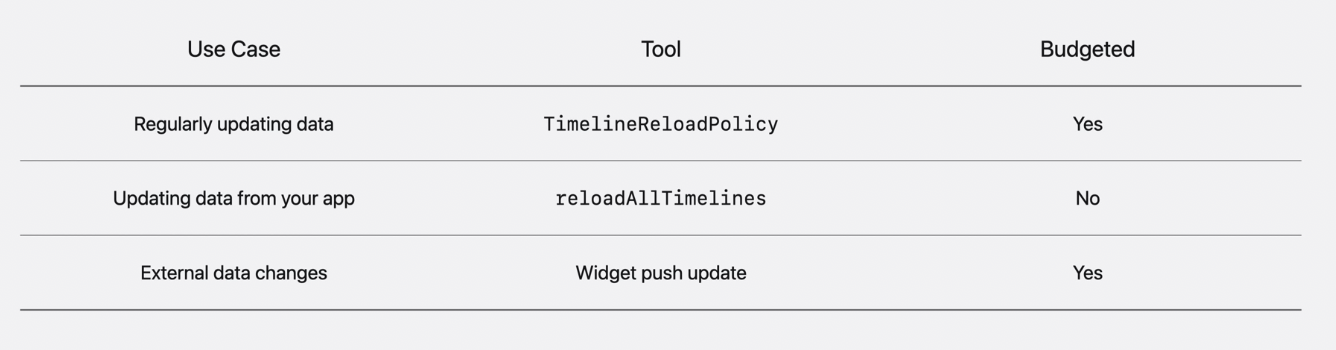 Use Case Tool Budgeted
Regularly updating data TimelineReloadPolicy Yes
Updating data from your app reloadAllTimelines No
External data changes Widget push update Yes